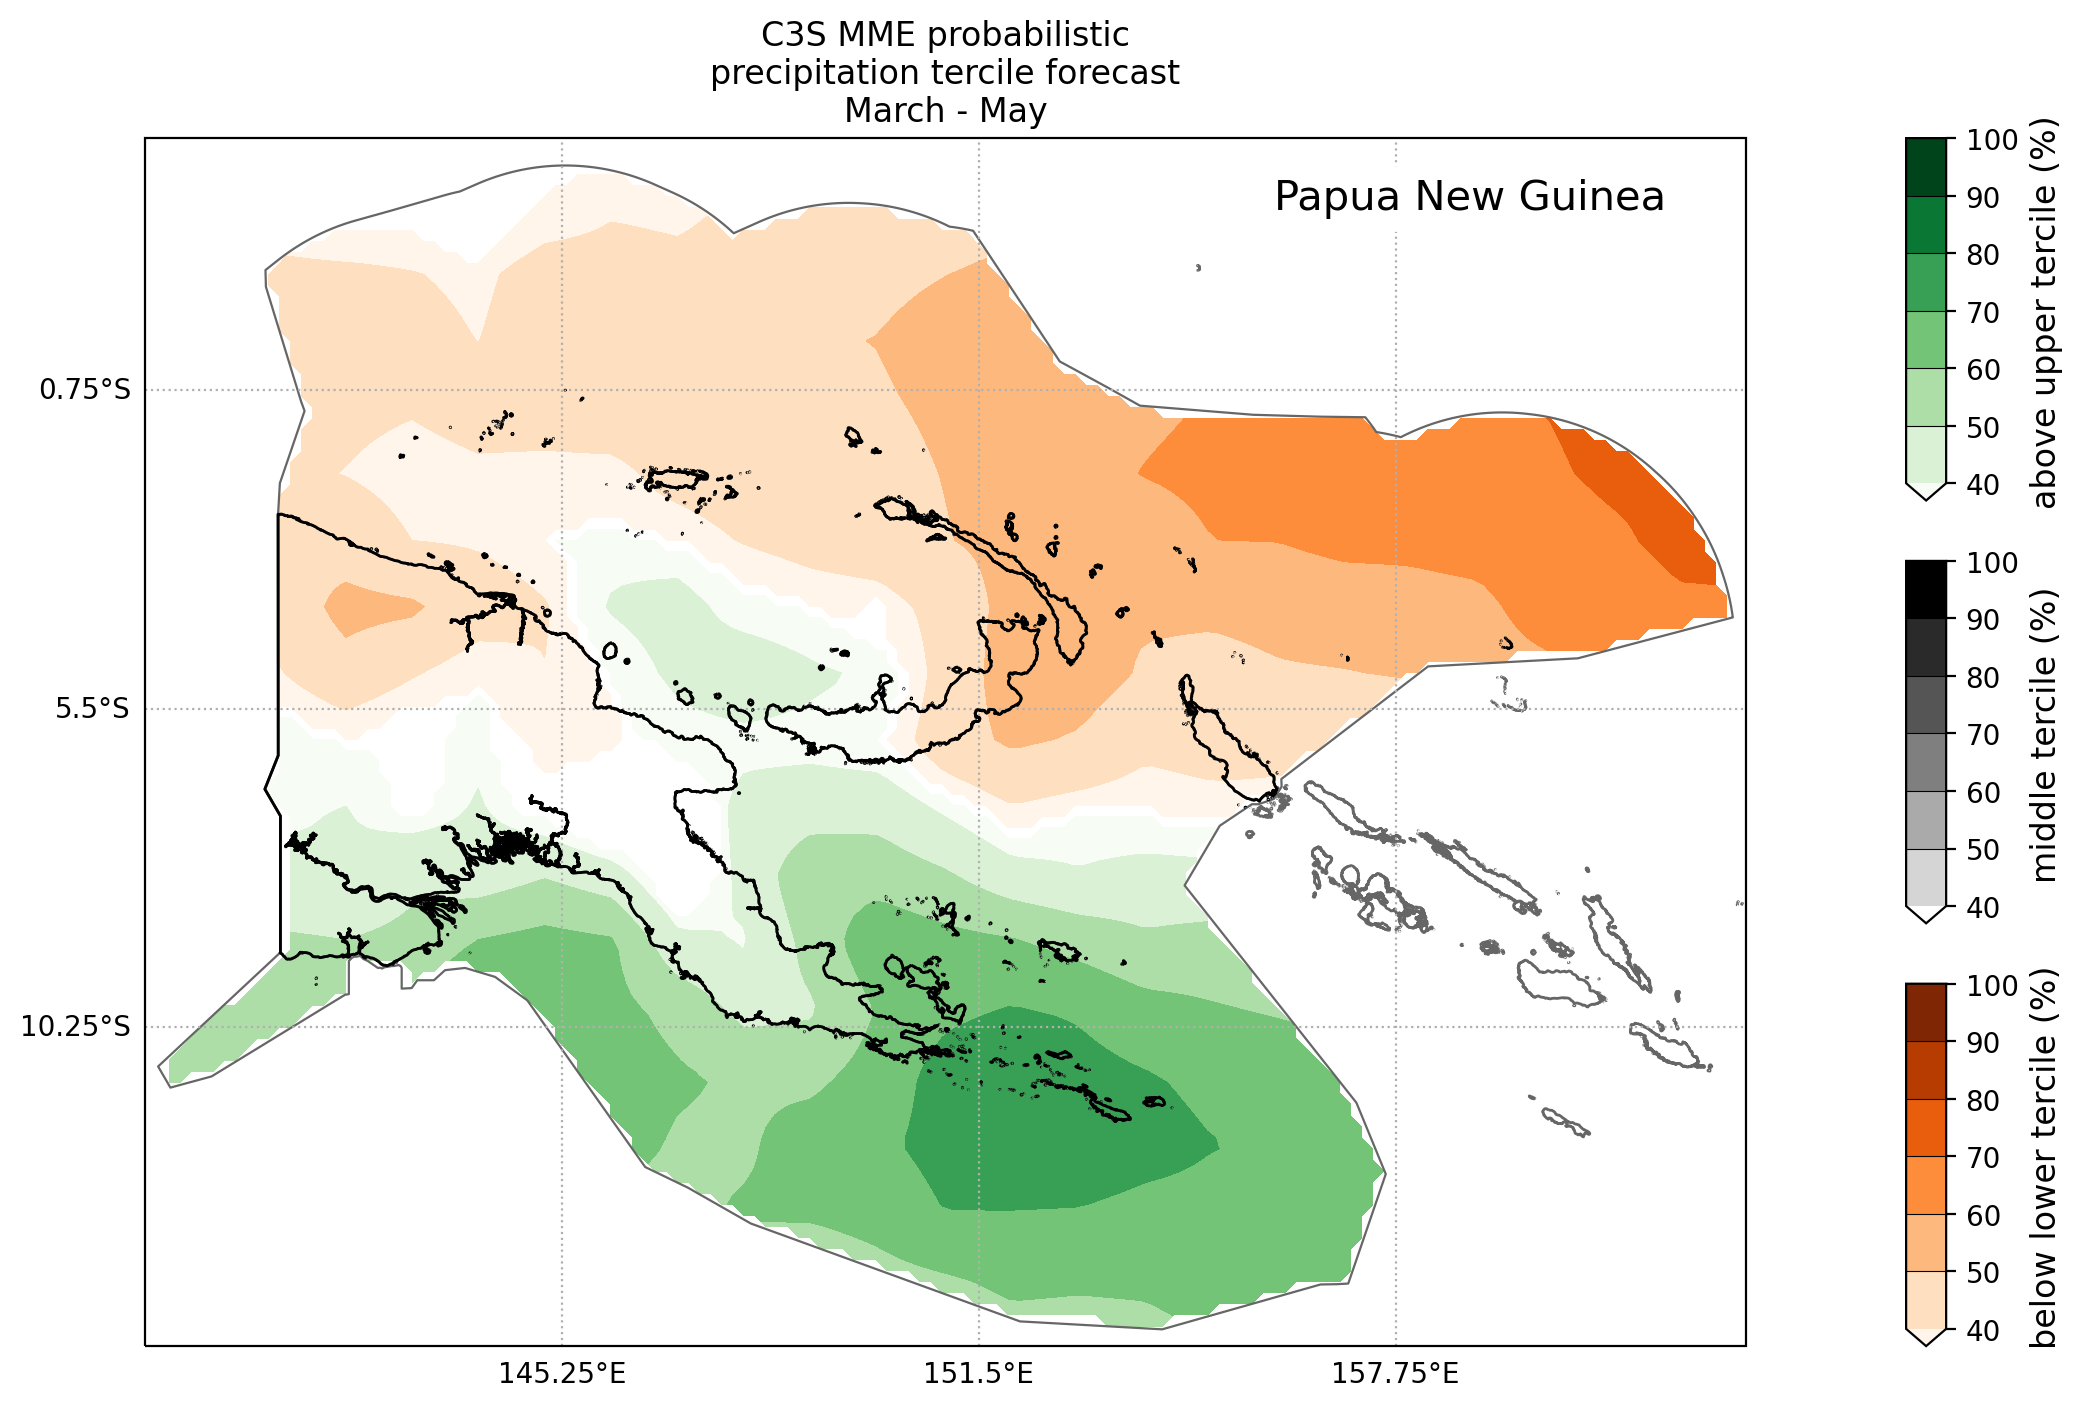 C3S MME probabilistic
precipitation tercile forecast
March - May
Papua New Guinea
0.75°S
5.5°S
10.25°S
145.25°E
151.5°E
157.75°E
100
90
80
70
60
50
40
above upper tercile (%)
100
90
80
70
60
50
40
middle tercile (%)
100
90
80
70
60
50
40
below lower tercile (%)